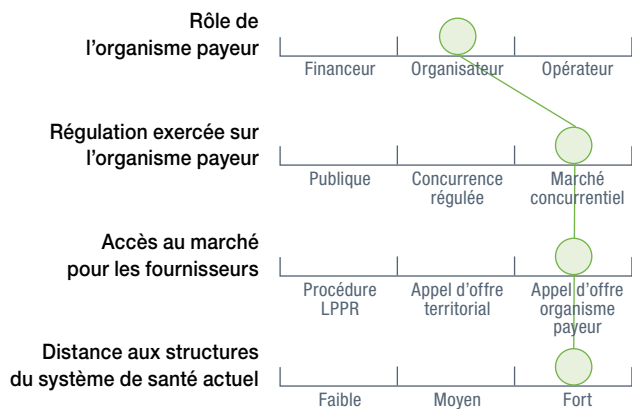 Rôle de
l’organisme payeur
Financeur Organisateur Opérateur
Régulation exercée sur
l’organisme payeur
Publique Concurrence Marché
régulée concurrentiel
Accès au marché
pour les fournisseurs
Procédure Appel d’offre Appel d’offre
LPPR territorial organisme
payeur
Distance aux structures
du système de santé actuel
Faible Moyen Fort